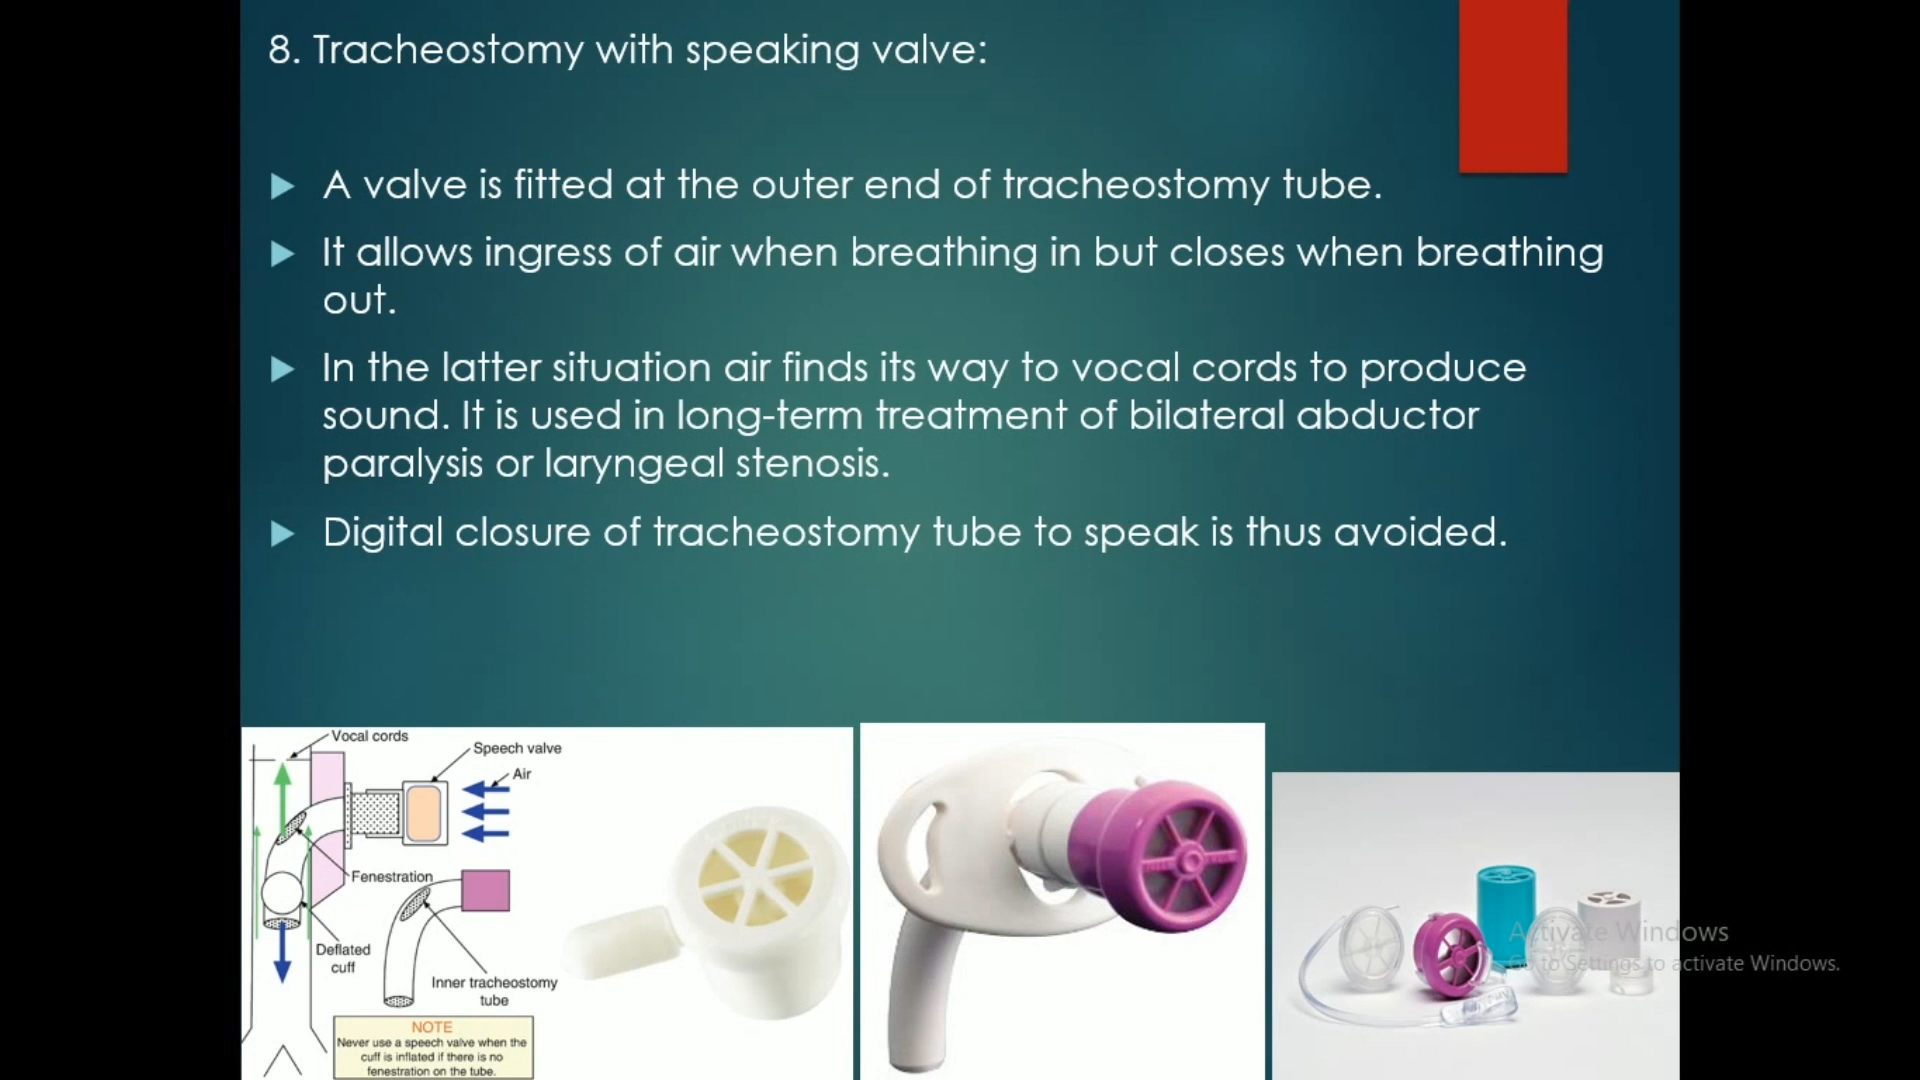 8. Tracheostomy with speaking valve:
A valve is fitted at the outer end of tracheostomy tube.
It allows ingress of air when breathing in but closes when breathing
out.
In the latter situation air finds its way to vocal cords to produce
sound. It is used in long-term treatment of bilateral abductor
paralysis or laryngeal stenosis.
Digital closure of tracheostomy tube to speak is thus avoided.
Vocal cords
Speech valve
Air
Fenestration
Deflated
cuff
Inner tracheostomy
tube
NOTE
Never use a speech valve when the
cuff is inflated if there is no
fenestration on the tube.
Activate Windows
Go to Settings to activate Windows.